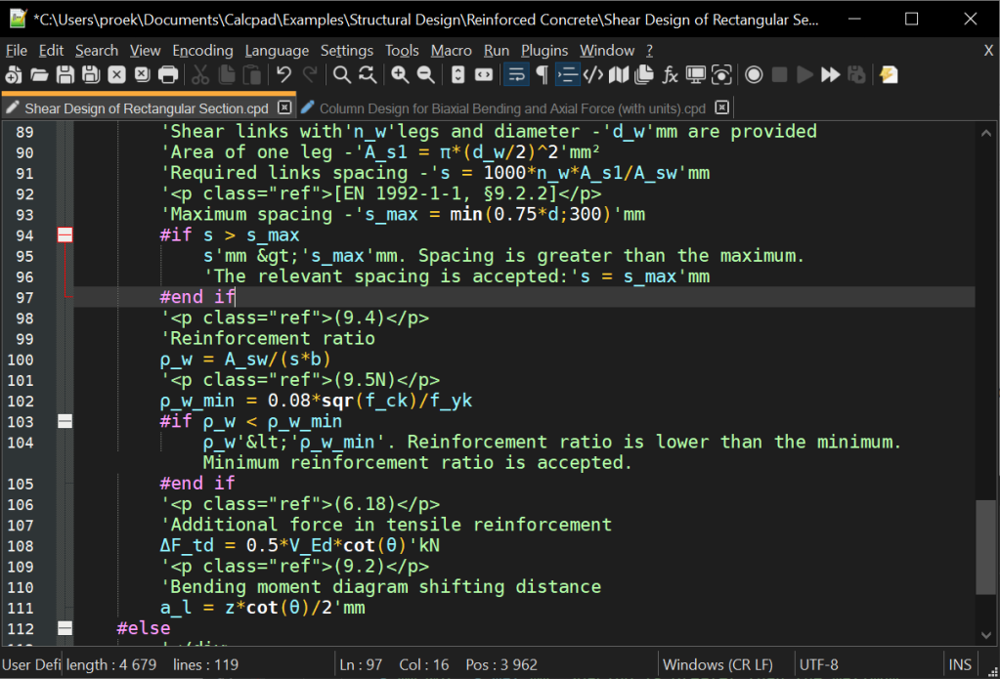 *C:\Users\proek\Documents\Calcpad\Examples\Structural Design\Reinforced Concrete\Shear Design of Rectangular Se...
File Edit Search View Encoding Language Settings Tools Macro Run Plugins Window ? X
Shear Design of Rectangular Section.cpd Column Design for Biaxial Bending and Axial Force (with units).cpd
89 'Shear links with'n_w'legs and diameter -'d_w'mm are provided
90 'Area of one leg -'A_s1 = π*(d_w/2)^2'mm²
91 'Required links spacing -'s = 1000*n_w*A_s1/A_sw'mm
92 '<p class="ref">[EN 1992-1-1, §9.2.2]</p>
93 'Maximum spacing -'s_max = min(0.75*d;300)'mm
94 #if s > s_max
95 s'mm &gt;'s_max'mm. Spacing is greater than the maximum.
96 'The relevant spacing is accepted:'s = s_max'mm
97 #end if
98 '<p class="ref">(9.4)</p>
99 'Reinforcement ratio
100 ρ_w = A_sw/(s*b)
101 '<p class="ref">(9.5N)</p>
102 ρ_w_min = 0.08*sqr(f_ck)/f_yk
103 #if ρ_w < ρ_w_min
104 ρ_w'&lt;'ρ_w_min'. Reinforcement ratio is lower than the minimum.
Minimum reinforcement ratio is accepted.
105 #end if
106 '<p class="ref">(6.18)</p>
107 'Additional force in tensile reinforcement
108 ΔF_td = 0.5*V_Ed*cot(θ)'kN
109 '<p class="ref">(9.2)</p>
110 'Bending moment diagram shifting distance
111 a_l = z*cot(θ)/2'mm
112 #else
User Defi length : 4 679 lines : 119 Ln : 97 Col : 16 Pos : 3 962 Windows (CR LF) UTF-8 INS